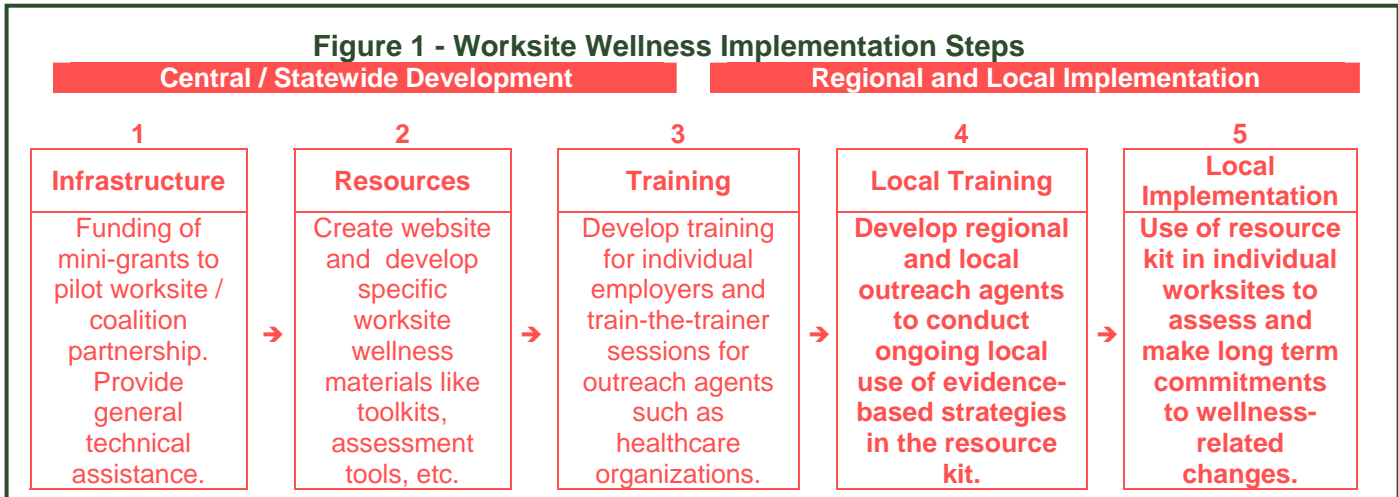 Figure 1 - Worksite Wellness Implementation Steps
Central / Statewide Development
Regional and Local Implementation
1
Infrastructure
Funding of
mini-grants to
pilot worksite /
coalition
partnership.
Provide
general
technical
assistance.
➔
2
Resources
Create website
and develop
specific
worksite
wellness
materials like
toolkits,
assessment
tools, etc.
➔
3
Training
Develop training
for individual
employers and
train-the-trainer
sessions for
outreach agents
such as
healthcare
organizations.
➔
4
Local Training
Develop regional
and local
outreach agents
to conduct
ongoing local
use of evidence-
based strategies
in the resource
kit.
➔
5
Local
Implementation
Use of resource
kit in individual
worksites to
assess and
make long term
commitments
to wellness-
related
changes.